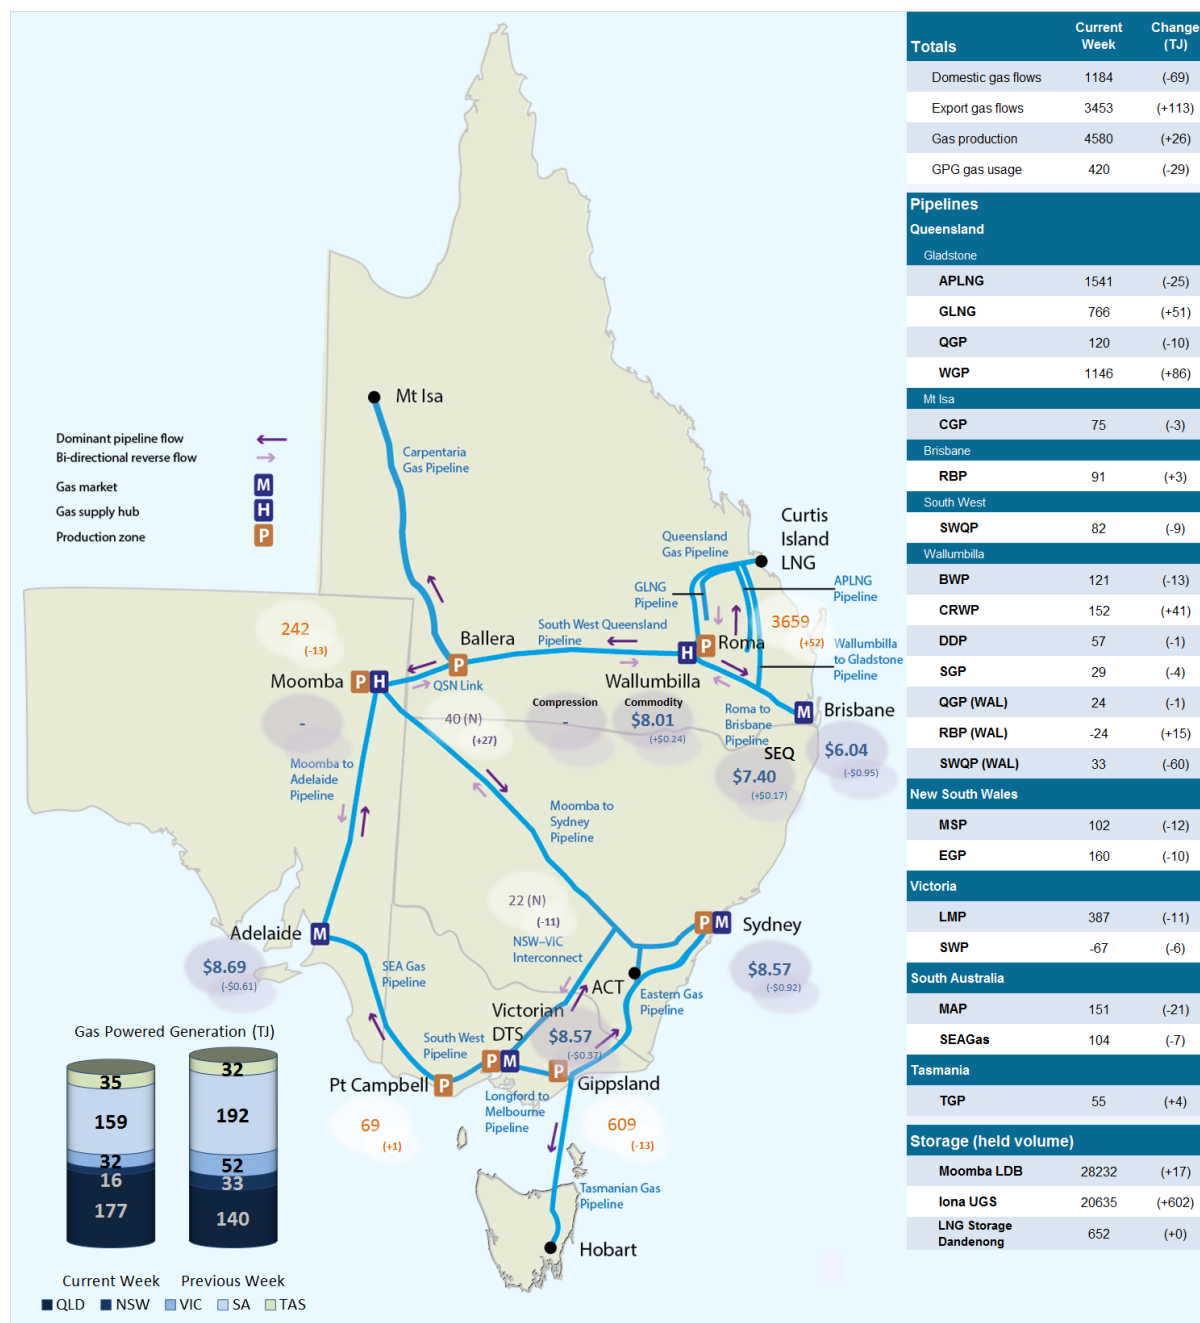 Dominant pipeline flow
Bi-directional reverse flow
Gas market M
Gas supply hub H
Production zone P
Mt Isa
Carpentaria
Gas Pipeline
Curtis
Island
LNG
Queensland
Gas Pipeline
GLNG
Pipeline
APLNG
Pipeline
3659
(+52)
242
(-13)
Ballera
P
South West Queensland
Pipeline
H P Roma
Wallumbilla
to Gladstone
Pipeline
Moomba P H
QSN Link
Wallumbilla
-
40 (N)
(+27)
Compression
-
Commodity
$8.01
(+$0.24)
Roma to
Brisbane
Pipeline
M Brisbane
$6.04
(-$0.95)
SEQ
$7.40
(+$0.17)
Moomba to
Adelaide
Pipeline
Moomba to
Sydney
Pipeline
22 (N)
(-11)
NSW–VIC
Interconnect
P M Sydney
$8.57
(-$0.92)
Adelaide M
$8.69
(-$0.61)
SEA Gas
Pipeline
ACT
Eastern Gas
Pipeline
Victorian
DTS
P M
$8.57
(-$0.37)
South West
Pipeline
Pt Campbell P
69
(+1)
P
Gippsland
609
(-13)
Longford to
Melbourne
Pipeline
Tasmanian Gas
Pipeline
Hobart
Gas Powered Generation (TJ)
35
159
32
16
177
32
192
52
33
140
Current Week Previous Week
QLD NSW VIC SA TAS
Totals Current Week Change (TJ)
Domestic gas flows 1184 (-69)
Export gas flows 3453 (+113)
Gas production 4580 (+26)
GPG gas usage 420 (-29)
Pipelines
Queensland
Gladstone
APLNG 1541 (-25)
GLNG 766 (+51)
QGP 120 (-10)
WGP 1146 (+86)
Mt Isa
CGP 75 (-3)
Brisbane
RBP 91 (+3)
South West
SWQP 82 (-9)
Wallumbilla
BWP 121 (-13)
CRWP 152 (+41)
DDP 57 (-1)
SGP 29 (-4)
QGP (WAL) 24 (-1)
RBP (WAL) -24 (+15)
SWQP (WAL) 33 (-60)
New South Wales
MSP 102 (-12)
EGP 160 (-10)
Victoria
LMP 387 (-11)
SWP -67 (-6)
South Australia
MAP 151 (-21)
SEAGas 104 (-7)
Tasmania
TGP 55 (+4)
Storage (held volume)
Moomba LDB 28232 (+17)
Iona UGS 20635 (+602)
LNG Storage
Dandenong 652 (+0)